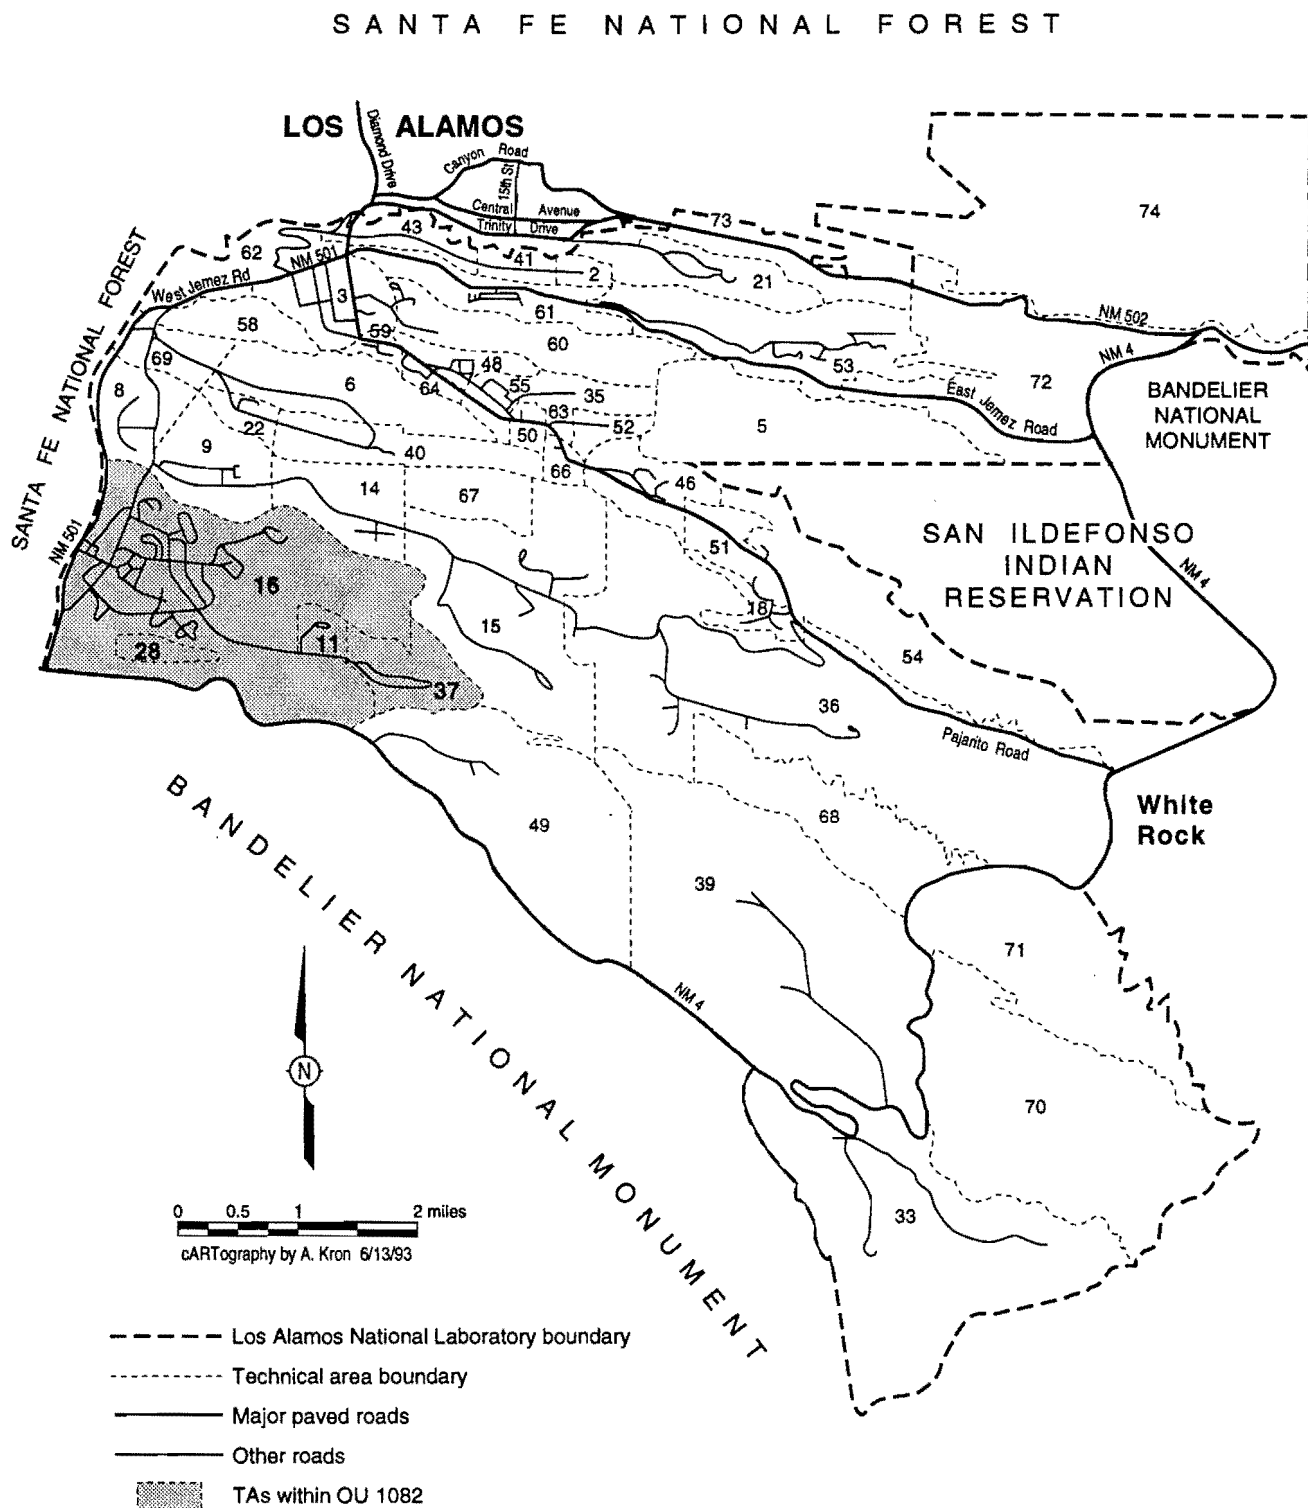 SANTA FE NATIONAL FOREST
LOS ALAMOS
Diamond Drive
Canyon Road
15th St
Central Avenue
Trinity Drive
SANTA FE NATIONAL FOREST
West Jemez Rd
NM 501
NM 501
62
43
41
2
73
21
74
3
58
59
61
60
69
8
6
64
48
55
35
63
52
50
53
72
5
NM 502
NM 4
East Jemez Road
BANDELIER
NATIONAL
MONUMENT
9
22
40
14
67
66
46
51
18
SAN ILDEFONSO
INDIAN
RESERVATION
NM 4
16
28
11
37
15
54
36
Pajarito Road
White
Rock
49
68
39
71
70
33
NM 4
BANDELIER NATIONAL MONUMENT
N
0 0.5 1 2 miles
cARTography by A. Kron 6/13/93
Los Alamos National Laboratory boundary
Technical area boundary
Major paved roads
Other roads
TAs within OU 1082